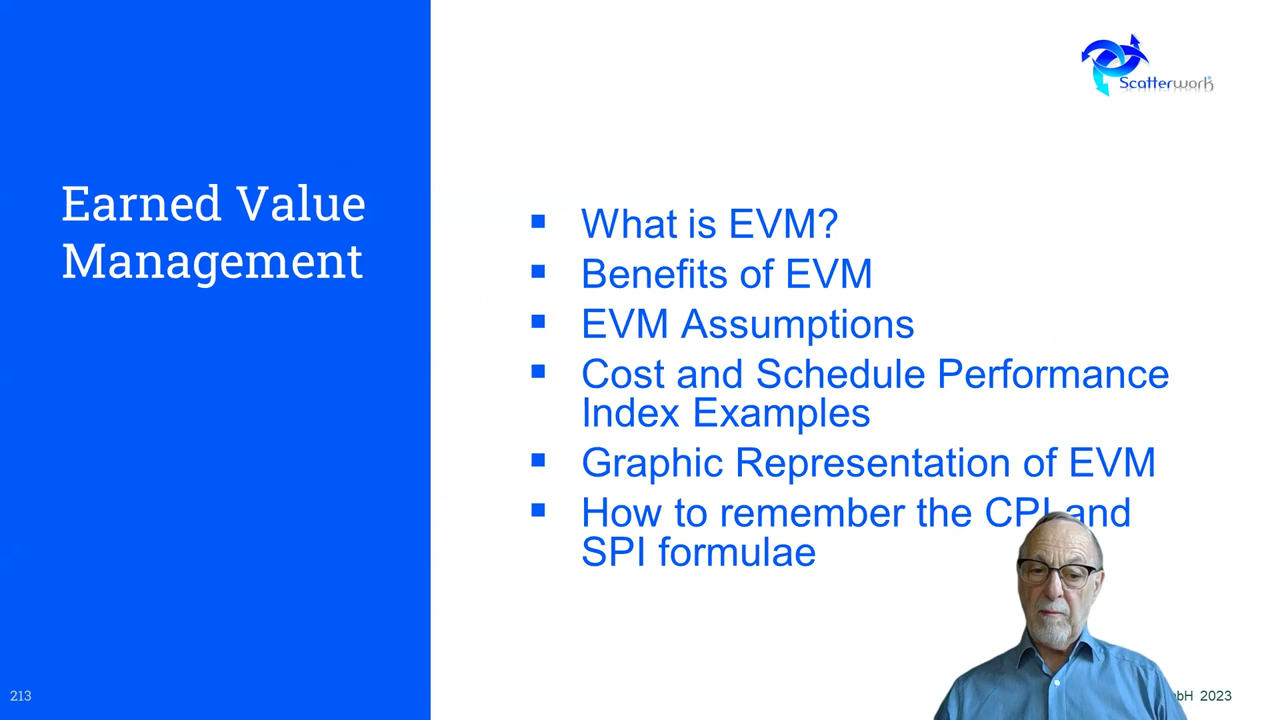 Scatterwork
Earned Value
Management
▪ What is EVM?
▪ Benefits of EVM
▪ EVM Assumptions
▪ Cost and Schedule Performance
Index Examples
▪ Graphic Representation of EVM
▪ How to remember the CPI and
SPI formulae
213
bH 2023